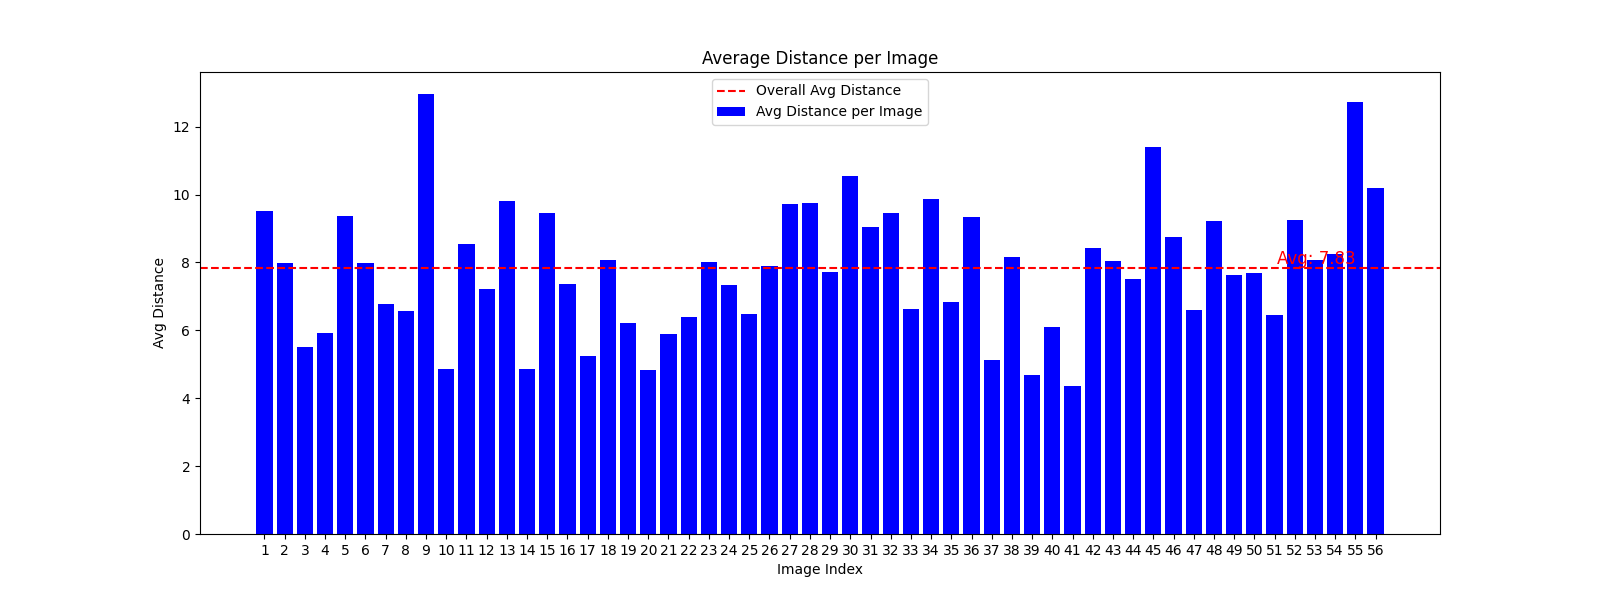 Average Distance per Image
Overall Avg Distance
Avg Distance per Image
Avg Distance
12
10
8
6
4
2
0
Avg: 7.83
1 2 3 4 5 6 7 8 9 10 11 12 13 14 15 16 17 18 19 20 21 22 23 24 25 26 27 28 29 30 31 32 33 34 35 36 37 38 39 40 41 42 43 44 45 46 47 48 49 50 51 52 53 54 55 56
Image Index